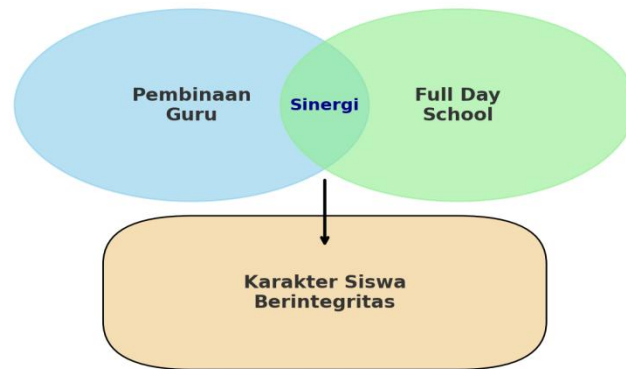 Pembinaan
Guru
Sinergi
Full Day
School
Karakter Siswa
Berintegritas